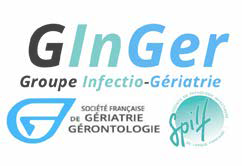 GInGer
Groupe Infectio-Gériatrie
SOCIÉTÉ FRANÇAISE
DE GÉRIATRIE
GÉRONTOLOGIE
Spilf